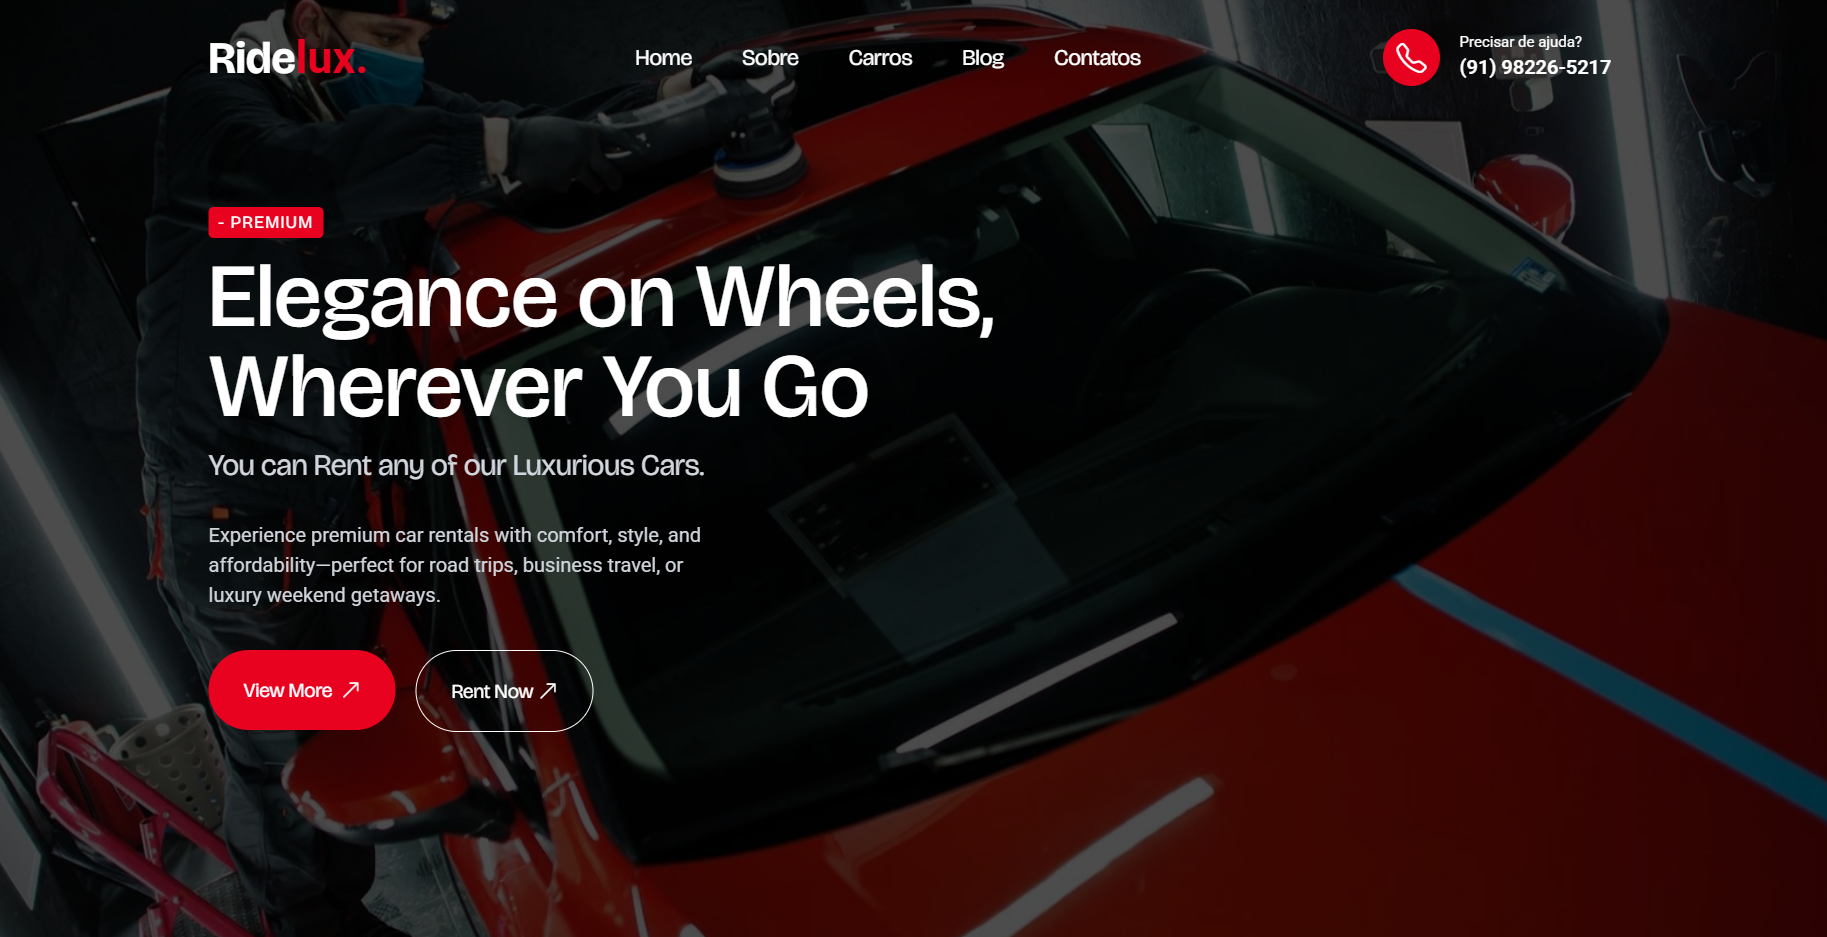 Ridelux.
Home Sobre Carros Blog Contatos
Precisar de ajuda?
(91) 98226-5217
- PREMIUM
Elegance on Wheels,
Wherever You Go
You can Rent any of our Luxurious Cars.
Experience premium car rentals with comfort, style, and
affordability—perfect for road trips, business travel, or
luxury weekend getaways.
View More
Rent Now